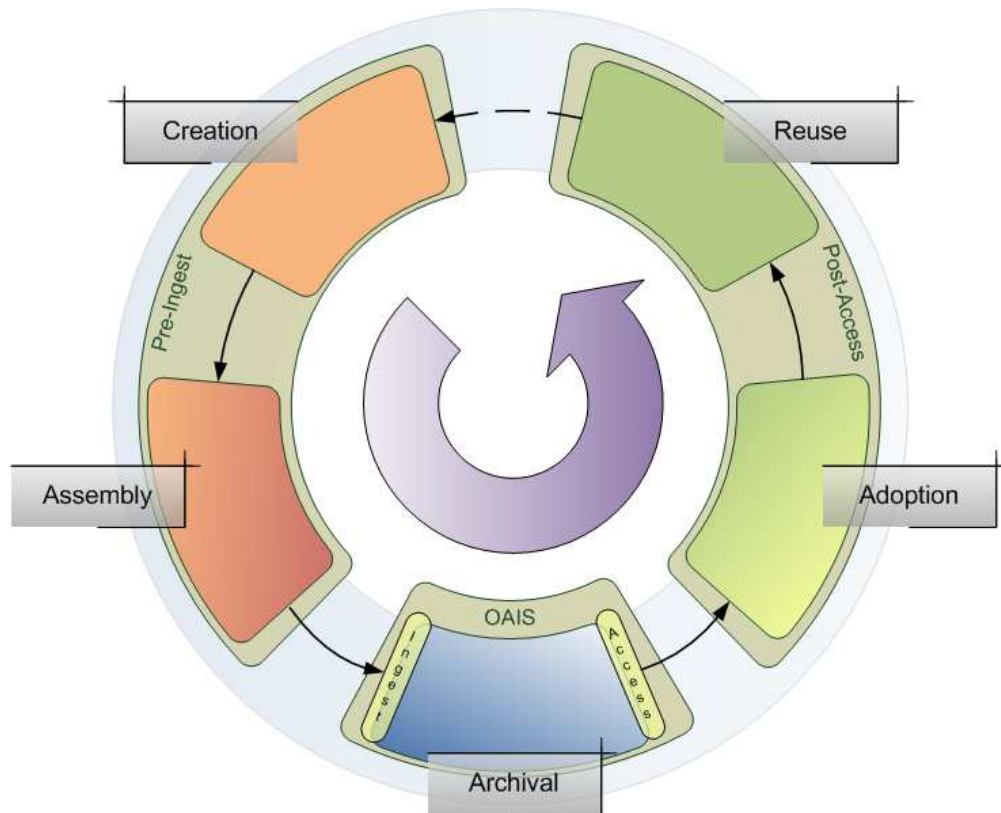 Creation
Reuse
Pre-Ingest
Post-Access
Assembly
Adoption
OAIS
Ingest
Access
Archival